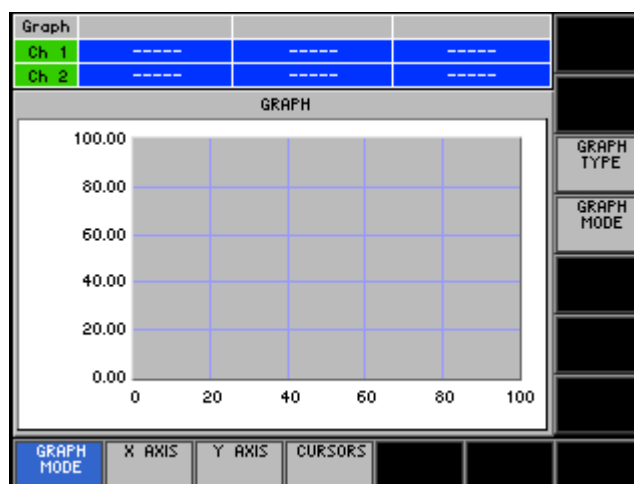 Graph
Ch 1 ----- ----- -----
Ch 2 ----- ----- -----
GRAPH
100.00
80.00
60.00
40.00
20.00
0.00
0 20 40 60 80 100
GRAPH
TYPE
GRAPH
MODE
GRAPH
MODE
X AXIS
Y AXIS
CURSORS